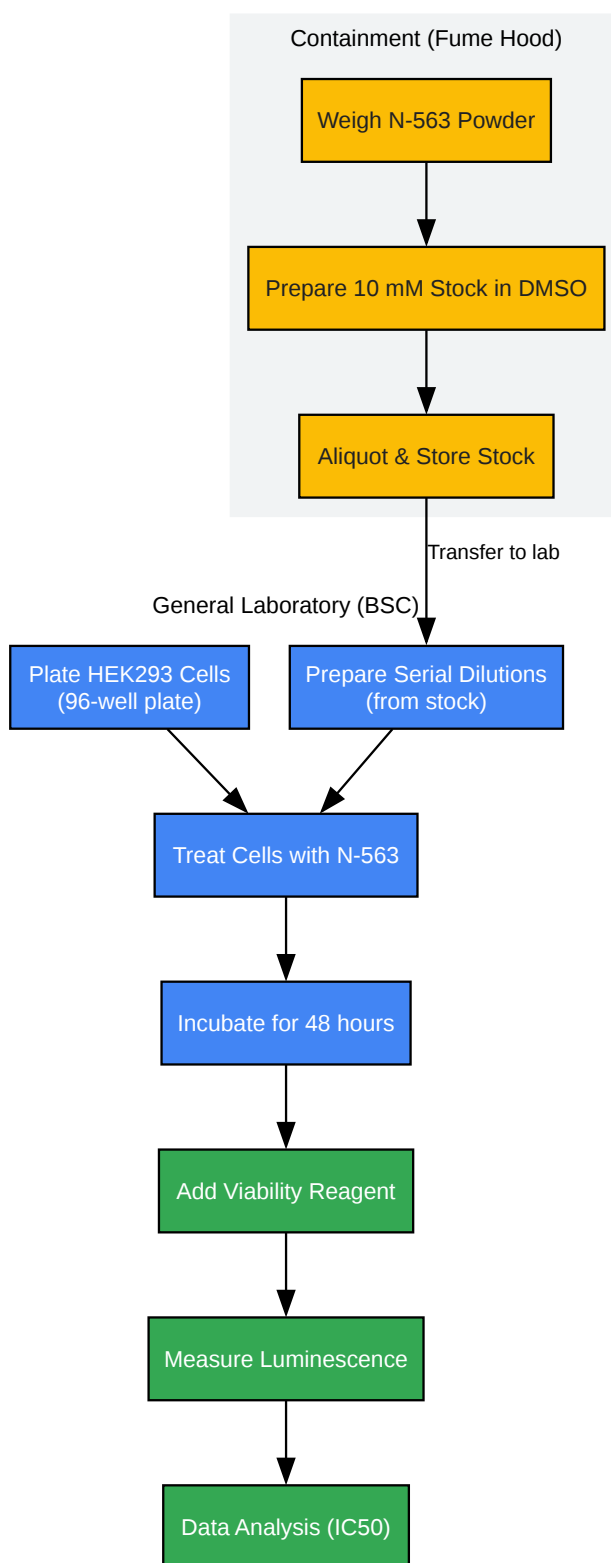 Containment (Fume Hood)
Weigh N-563 Powder
Prepare 10 mM Stock in DMSO
Aliquot & Store Stock
Transfer to lab
General Laboratory (BSC)
Plate HEK293 Cells
(96-well plate)
Prepare Serial Dilutions
(from stock)
Treat Cells with N-563
Incubate for 48 hours
Add Viability Reagent
Measure Luminescence
Data Analysis (IC50)